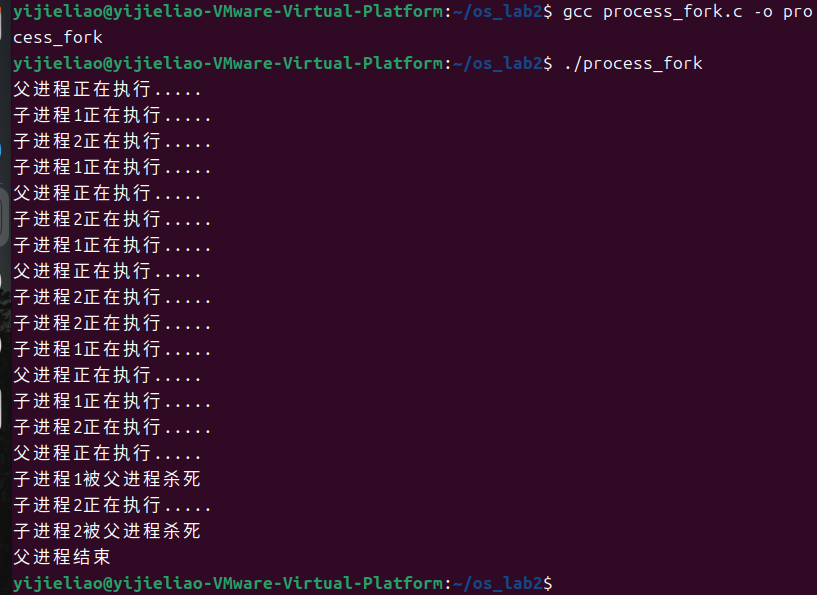 yijieliao@yijieliao-VMware-Virtual-Platform:~/os_lab2$ gcc process_fork.c -o pro
cess_fork
yijieliao@yijieliao-VMware-Virtual-Platform:~/os_lab2$ ./process_fork
父进程正在执行.....
子进程1正在执行.....
子进程2正在执行.....
子进程1正在执行.....
父进程正在执行.....
子进程2正在执行.....
子进程1正在执行.....
父进程正在执行.....
子进程2正在执行.....
子进程2正在执行.....
子进程1正在执行.....
父进程正在执行.....
子进程1正在执行.....
子进程2正在执行.....
父进程正在执行.....
子进程1被父进程杀死
子进程2正在执行.....
子进程2被父进程杀死
父进程结束
yijieliao@yijieliao-VMware-Virtual-Platform:~/os_lab2$